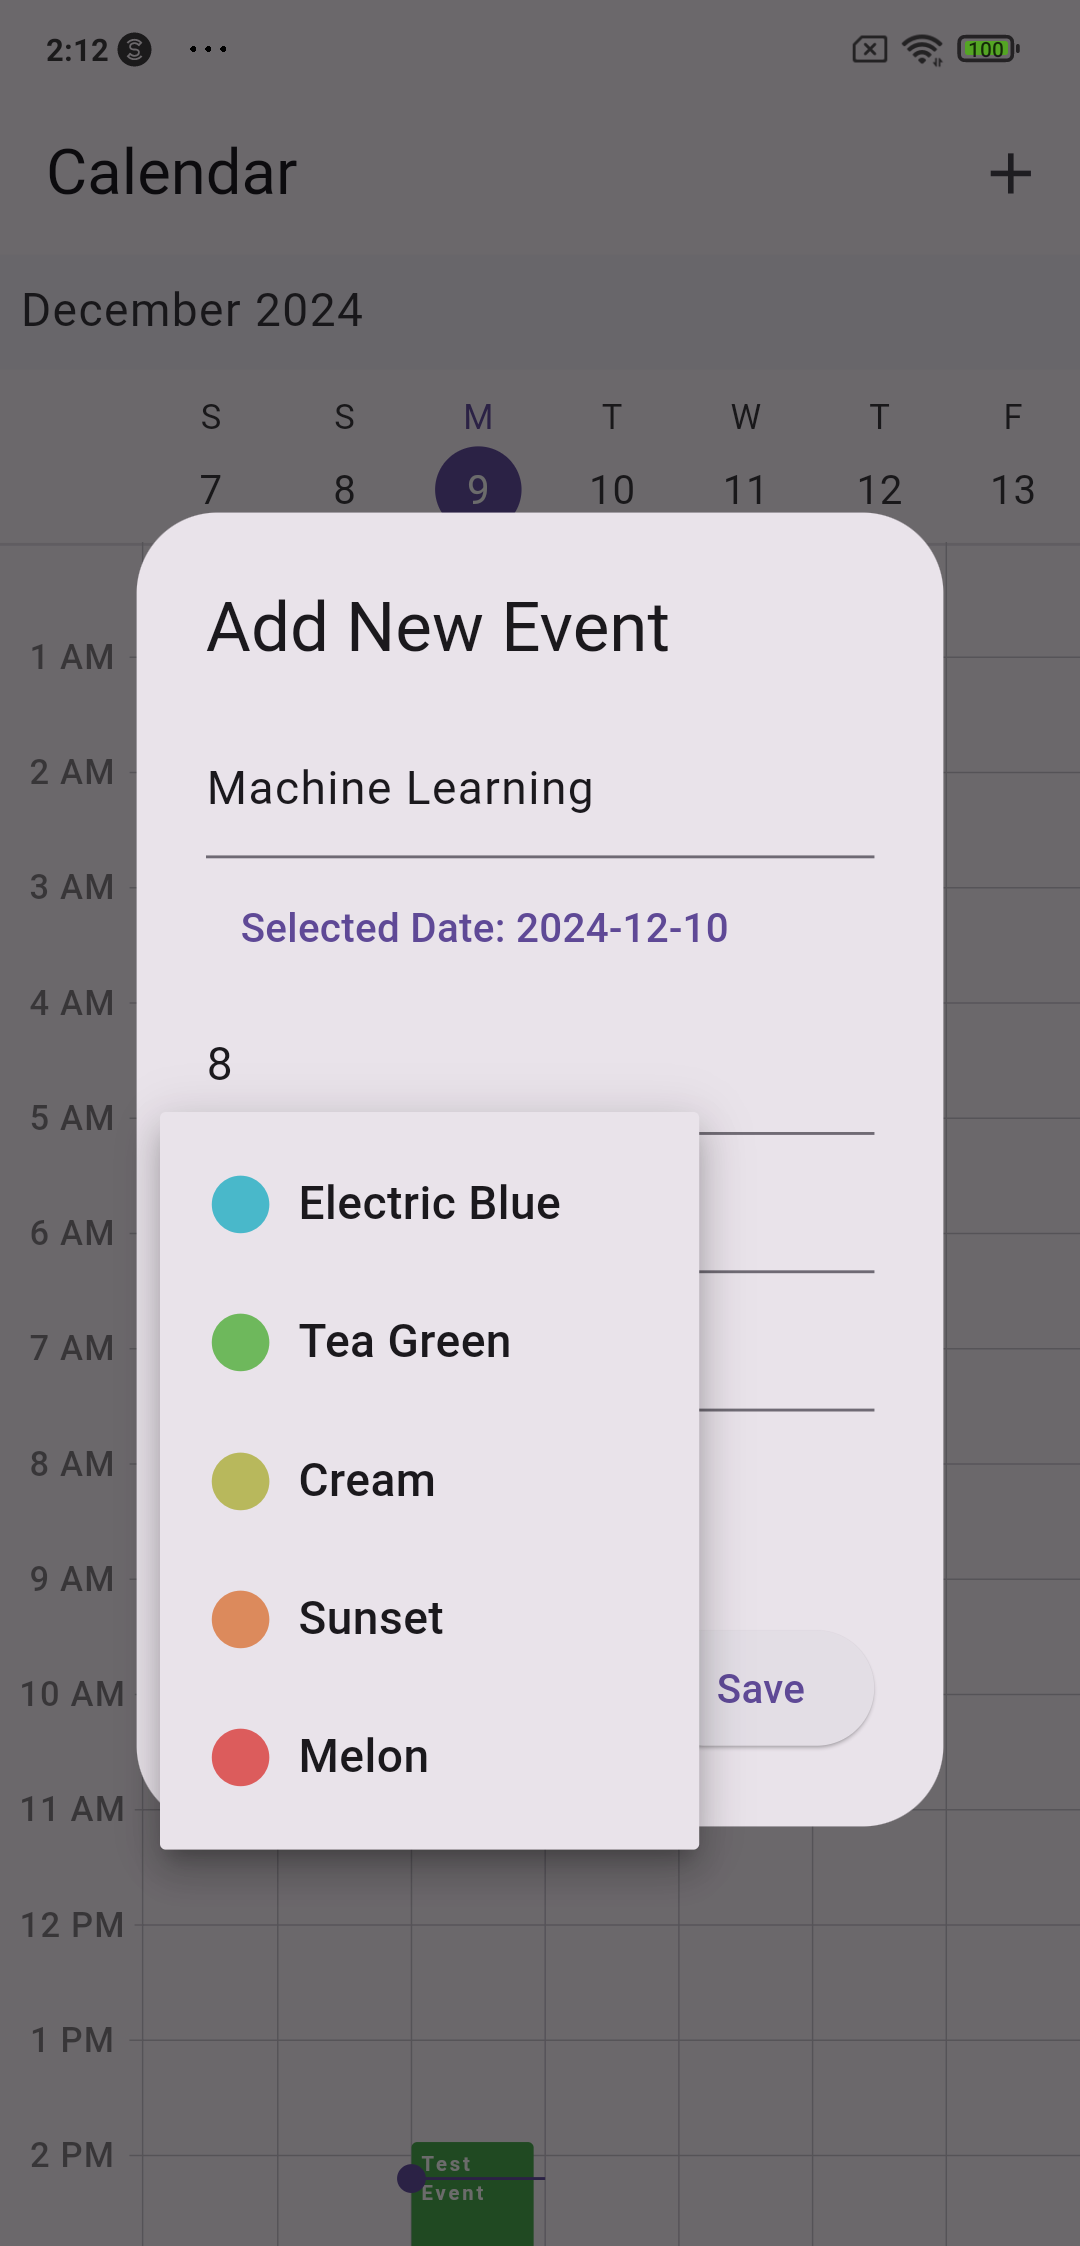 2:12 ... 100
Calendar +
December 2024
S S M T W T F
7 8 9 10 11 12 13
Add New Event
1 AM
2 AM
Machine Learning
3 AM
Selected Date: 2024-12-10
4 AM
8
5 AM
Electric Blue
6 AM
Tea Green
7 AM
8 AM
Cream
9 AM
Sunset
10 AM
Save
Melon
11 AM
12 PM
1 PM
2 PM
Test
Event